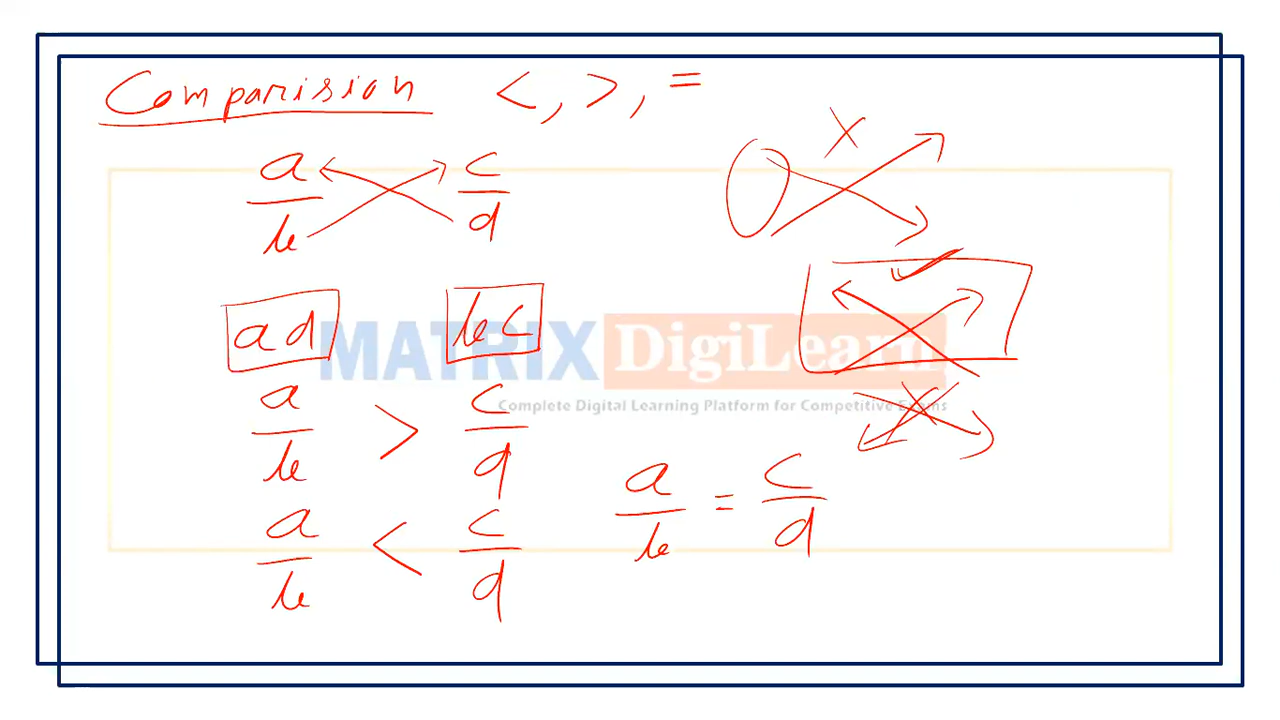 Comparision <, >, =
a/b c/d X
ad bc
MATRIX DigiLearn
Complete Digital Learning Platform for Competitive Exams
a/b > c/d
a/b < c/d a/b = c/d